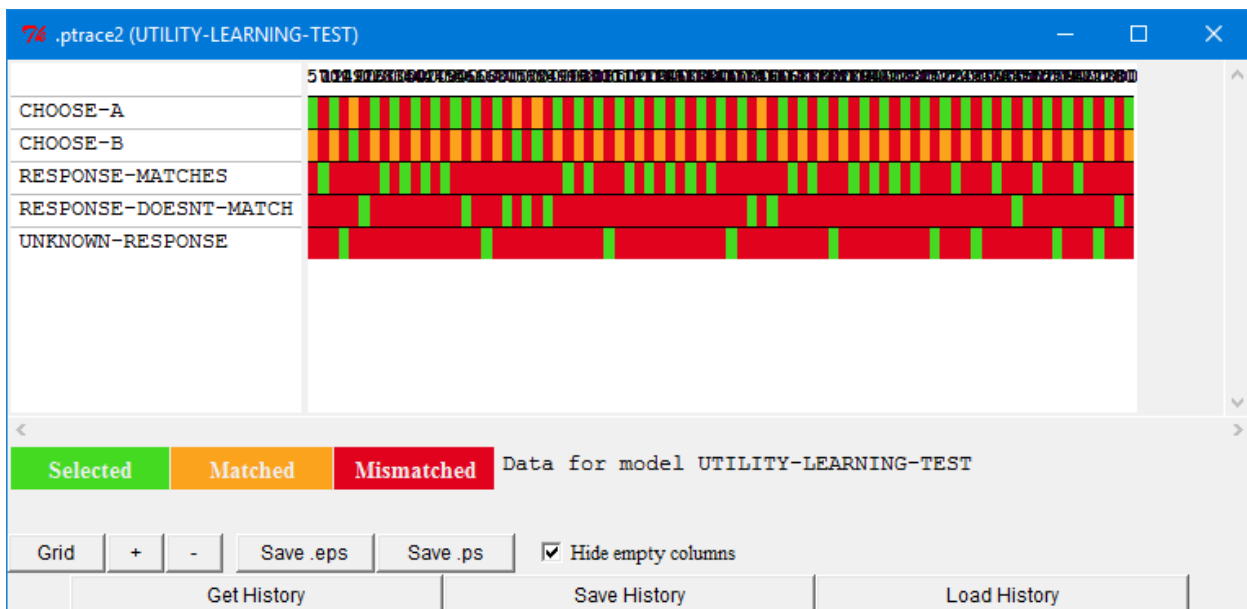 .ptrace2 (UTILITY-LEARNING-TEST)
CHOOSE-A
CHOOSE-B
RESPONSE-MATCHES
RESPONSE-DOESNT-MATCH
UNKNOWN-RESPONSE
Selected Matched Mismatched Data for model UTILITY-LEARNING-TEST
Grid + - Save .eps Save .ps Hide empty columns
Get History Save History Load History